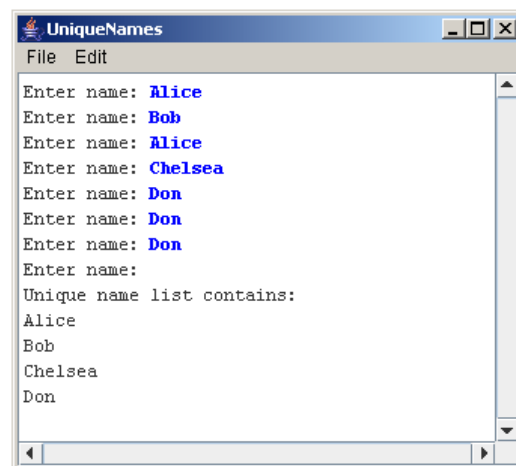 UniqueNames
File Edit
Enter name: Alice
Enter name: Bob
Enter name: Alice
Enter name: Chelsea
Enter name: Don
Enter name: Don
Enter name: Don
Enter name:
Unique name list contains:
Alice
Bob
Chelsea
Don